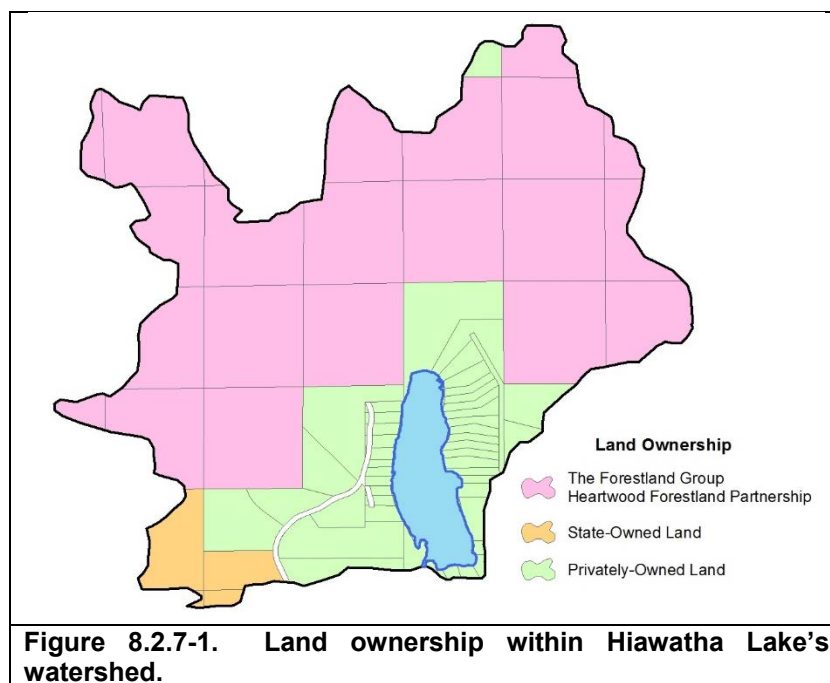 Land Ownership
The Forestland Group
Heartwood Forestland Partnership
State-Owned Land
Privately-Owned Land
Figure 8.2.7-1. Land ownership within Hiawatha Lake's
watershed.